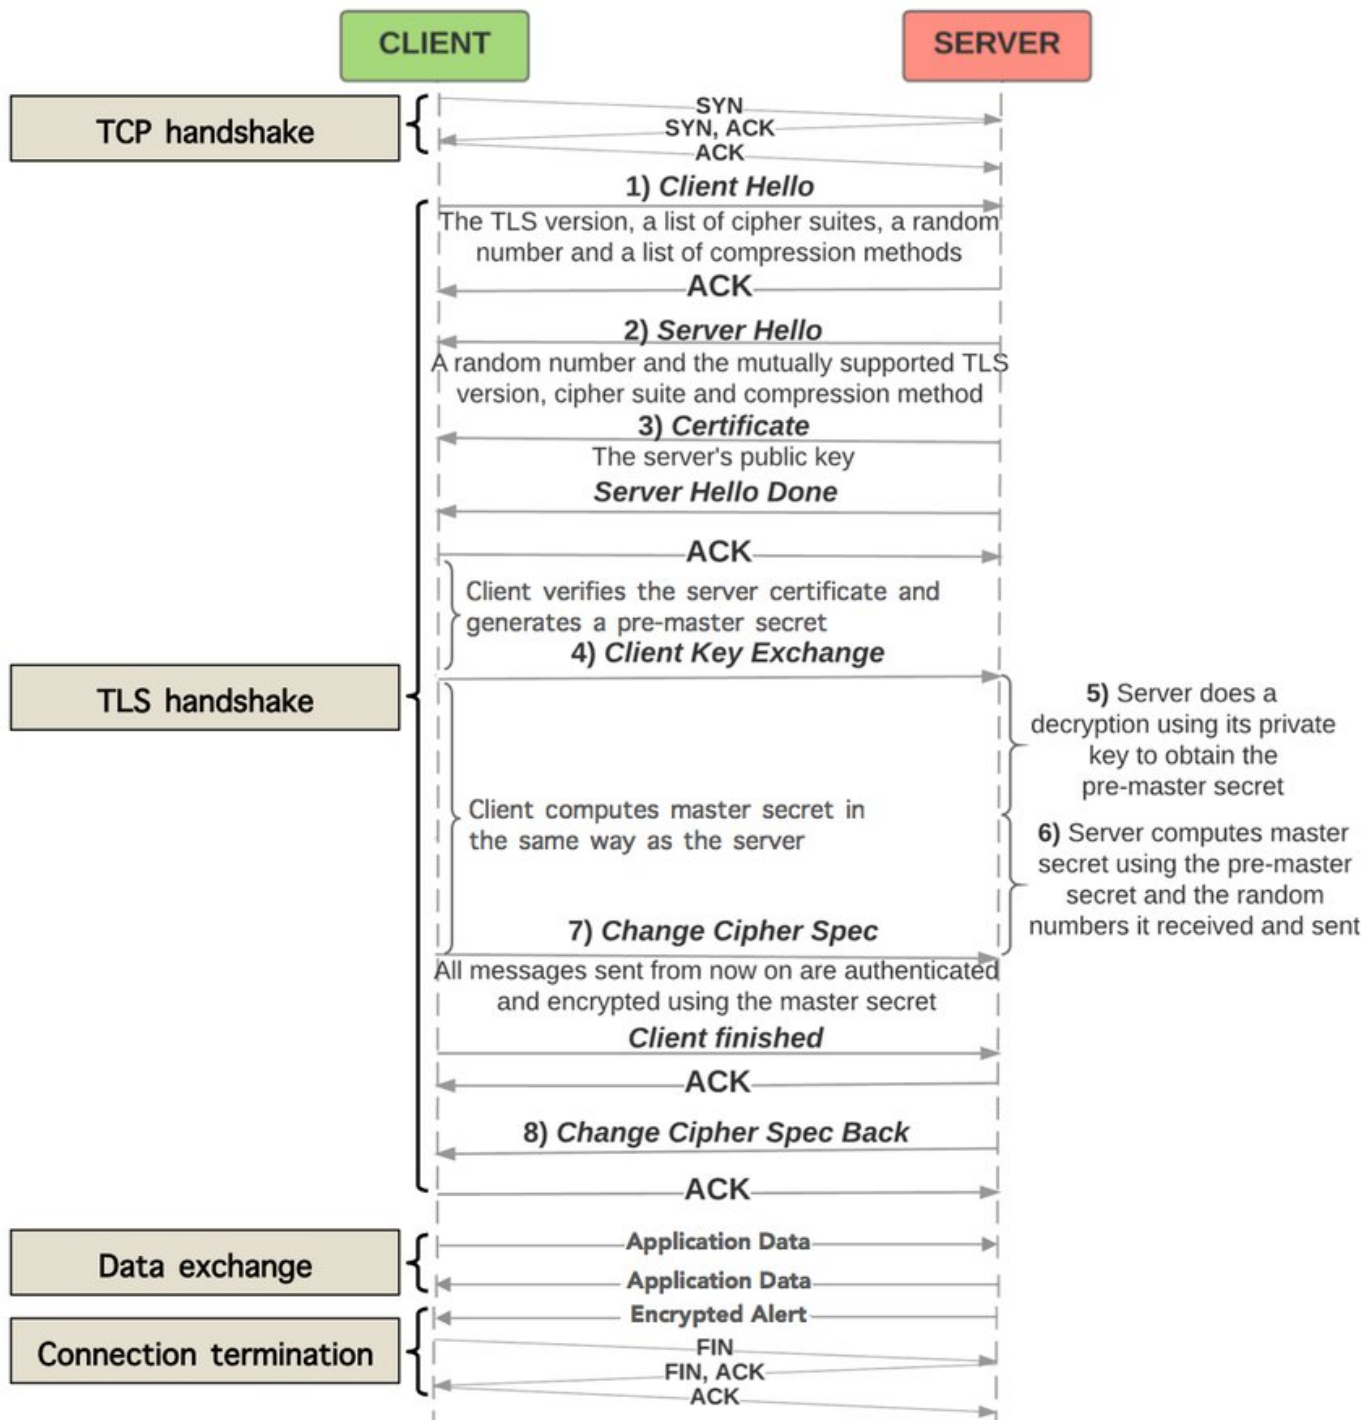 CLIENT
SERVER
TCP handshake
SYN
SYN, ACK
ACK
1) Client Hello
The TLS version, a list of cipher suites, a random
number and a list of compression methods
ACK
2) Server Hello
A random number and the mutually supported TLS
version, cipher suite and compression method
3) Certificate
The server's public key
Server Hello Done
ACK
Client verifies the server certificate and
generates a pre-master secret
4) Client Key Exchange
TLS handshake
5) Server does a
decryption using its private
key to obtain the
pre-master secret
Client computes master secret in
the same way as the server
6) Server computes master
secret using the pre-master
secret and the random
numbers it received and sent
7) Change Cipher Spec
All messages sent from now on are authenticated
and encrypted using the master secret
Client finished
ACK
8) Change Cipher Spec Back
ACK
Data exchange
Application Data
Application Data
Connection termination
Encrypted Alert
FIN
FIN, ACK
ACK